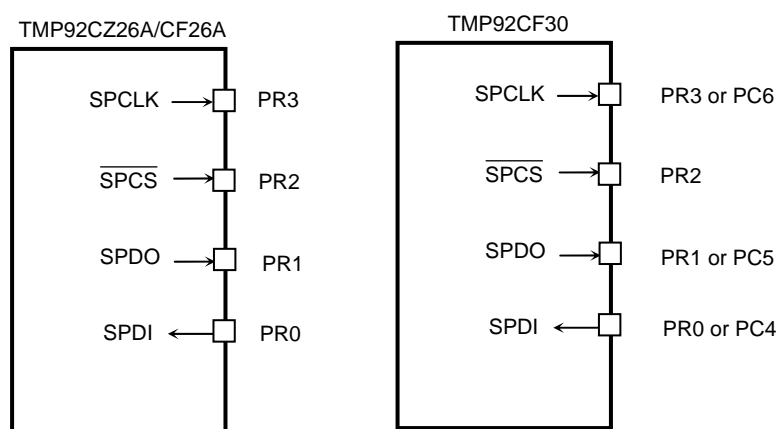 TMP92CZ26A/CF26A
SPCLK PR3
SPCS PR2
SPDO PR1
SPDI PR0
TMP92CF30
SPCLK PR3 or PC6
SPCS PR2
SPDO PR1 or PC5
SPDI PR0 or PC4